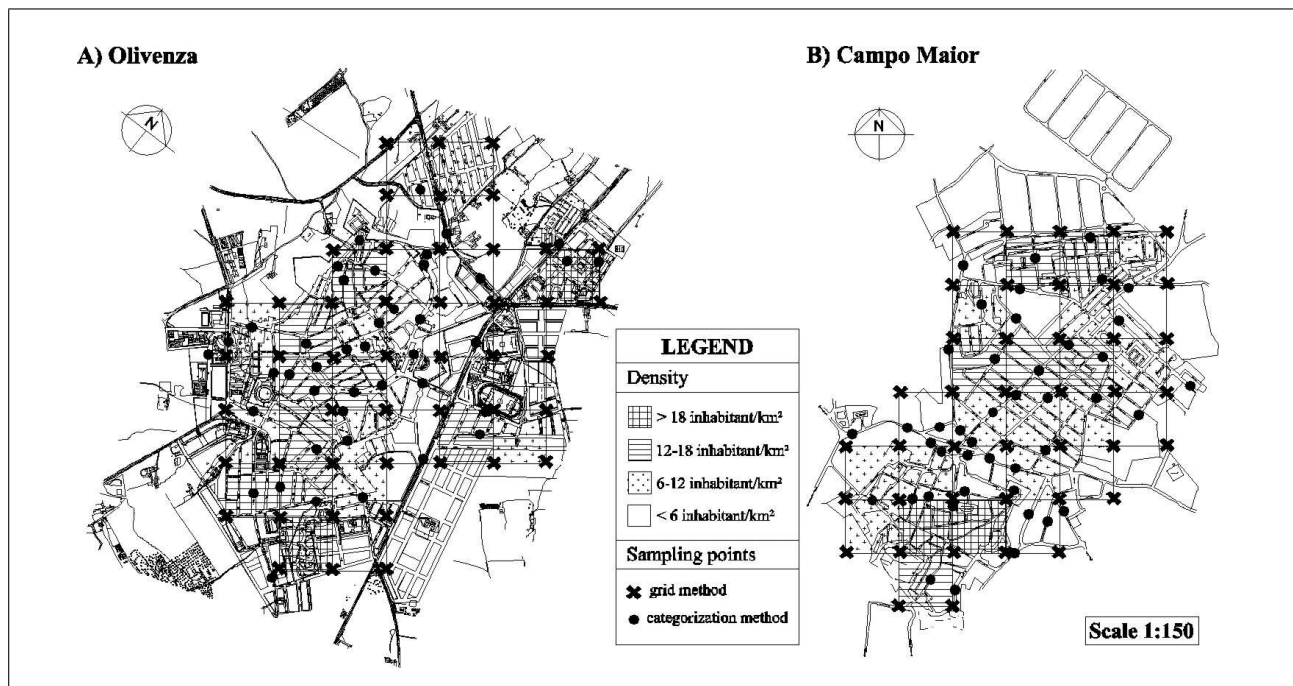 A) Olivenza
B) Campo Maior
N
N
LEGEND
Density
> 18 inhabitant/km²
12-18 inhabitant/km²
6-12 inhabitant/km²
< 6 inhabitant/km²
Sampling points
grid method
categorization method
Scale 1:150